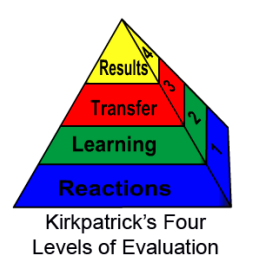 Results 4
Transfer 3
Learning 2
Reactions 1
Kirkpatrick's Four
Levels of Evaluation